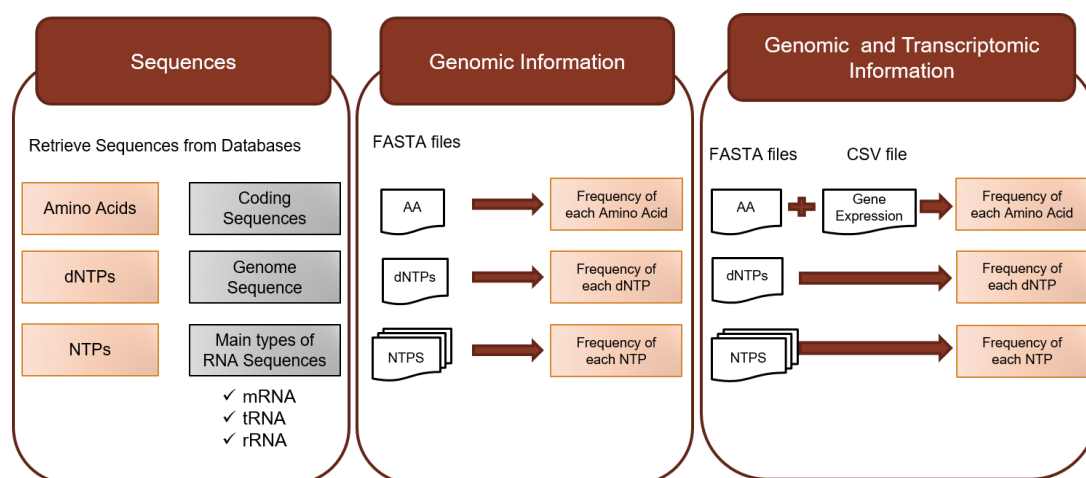 Sequences
Retrieve Sequences from Databases
Amino Acids
Coding
Sequences
dNTPs
Genome
Sequence
NTPs
Main types of
RNA Sequences
✓ mRNA
✓ tRNA
✓ rRNA
Genomic Information
FASTA files
AA
Frequency of
each Amino Acid
dNTPs
Frequency of
each dNTP
NTPS
Frequency of
each NTP
Genomic and Transcriptomic
Information
FASTA files
CSV file
AA
Gene
Expression
Frequency of
each Amino Acid
dNTPs
Frequency of
each dNTP
NTPS
Frequency of
each NTP